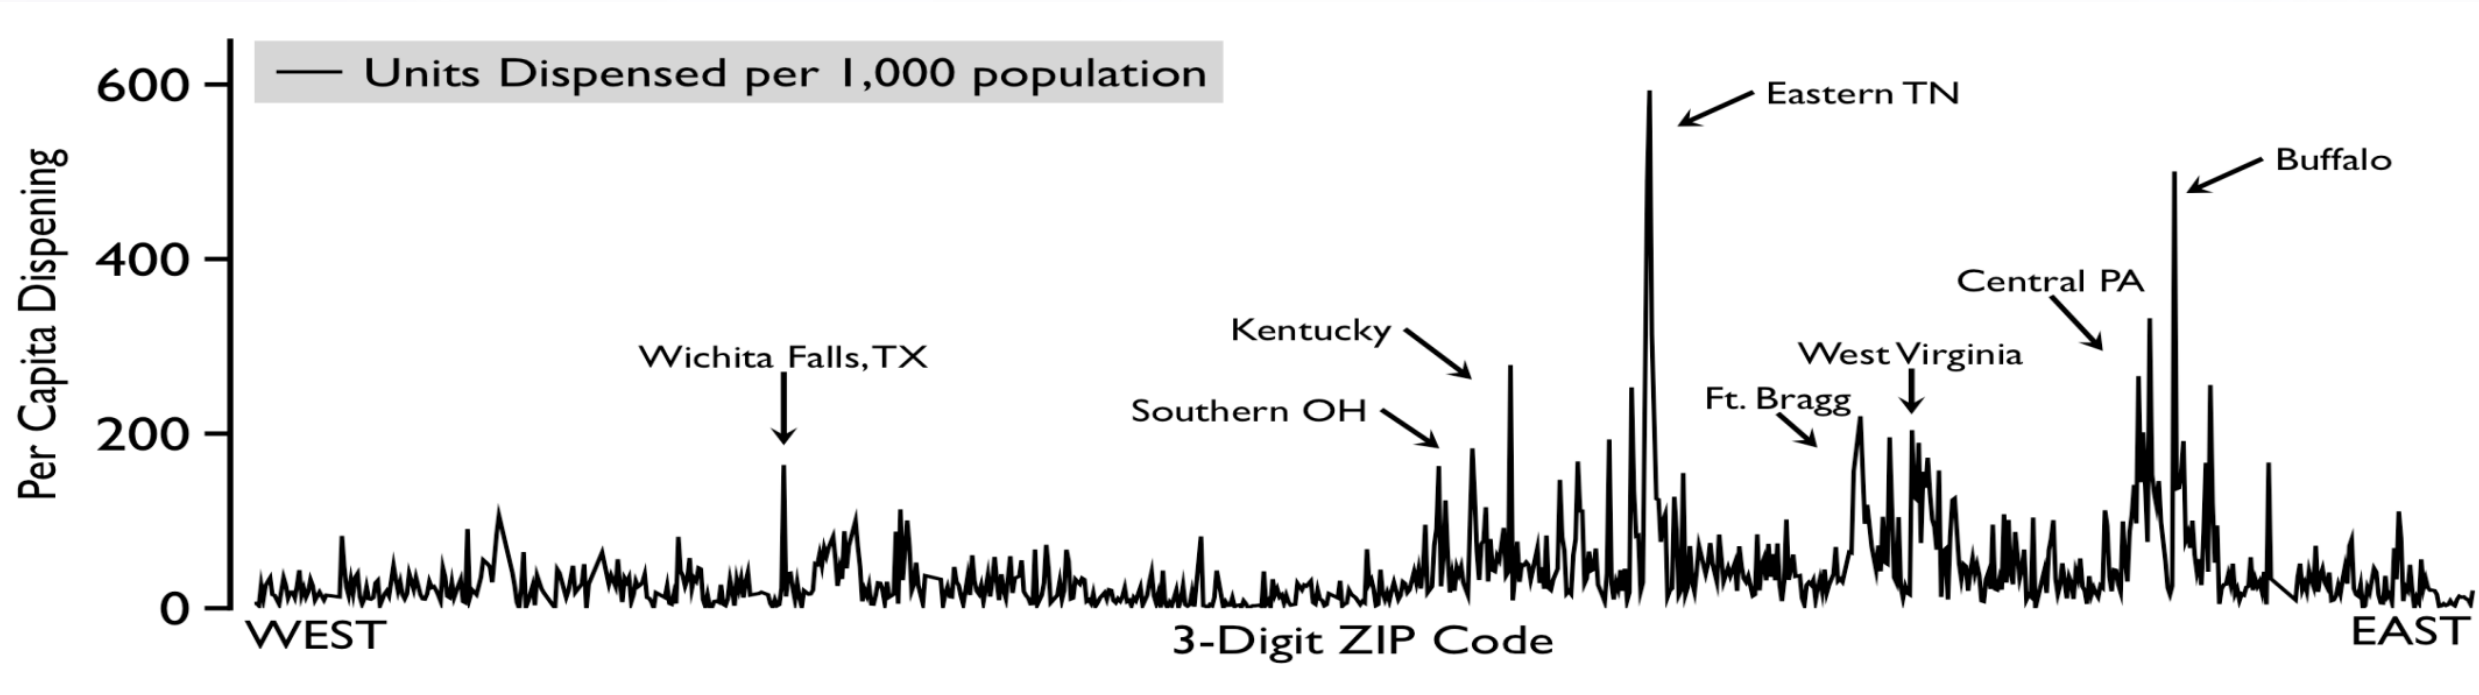 Units Dispensed per 1,000 population
Per Capita Dispening
600
400
200
0
Eastern TN
Buffalo
Central PA
Kentucky
West Virginia
Wichita Falls, TX
Ft. Bragg
Southern OH
WEST
3-Digit ZIP Code
EAST